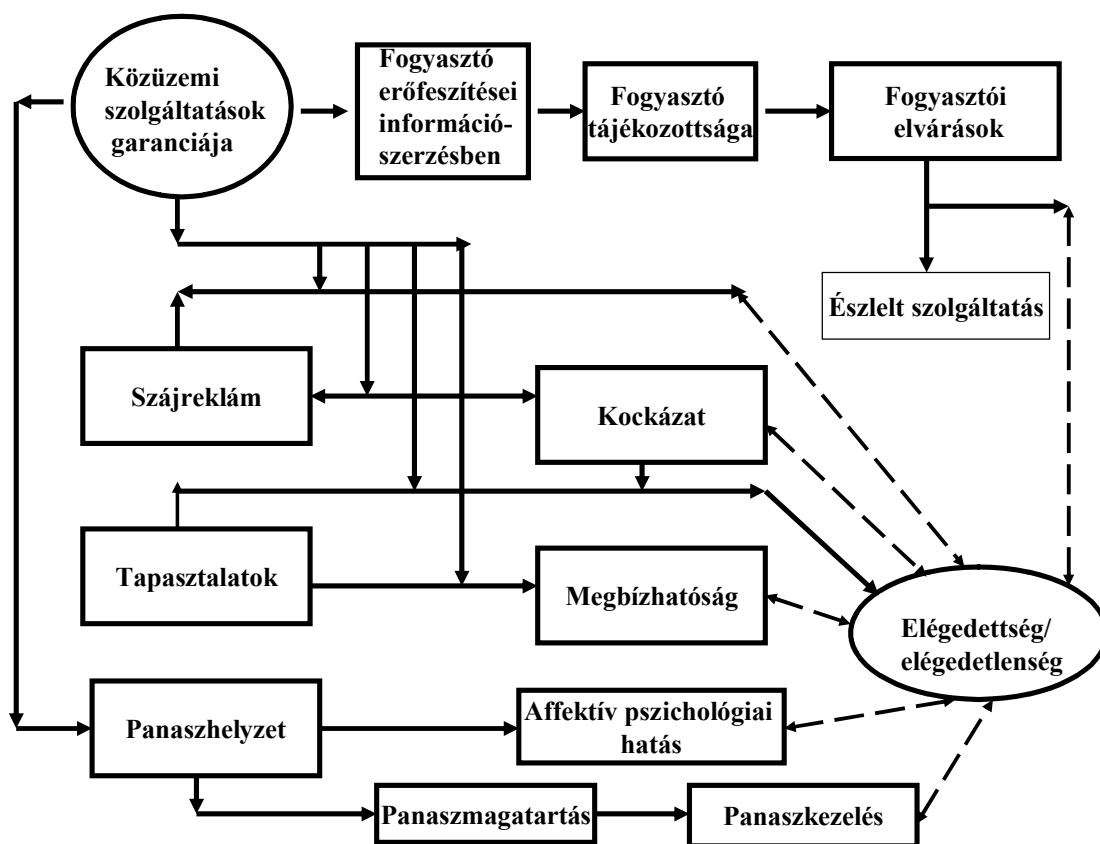 Közüzemi
szolgáltatások
garanciája
Fogyasztó
erőfeszítései
információ-
szerzésben
Fogyasztó
tájékozottsága
Fogyasztói
elvárások
Észlelt szolgáltatás
Szájreklám
Kockázat
Tapasztalatok
Megbízhatóság
Elégedettség/
elégedetlenség
Panaszhelyzet
Affektív pszichológiai
hatás
Panaszmagatartás
Panaszkezelés